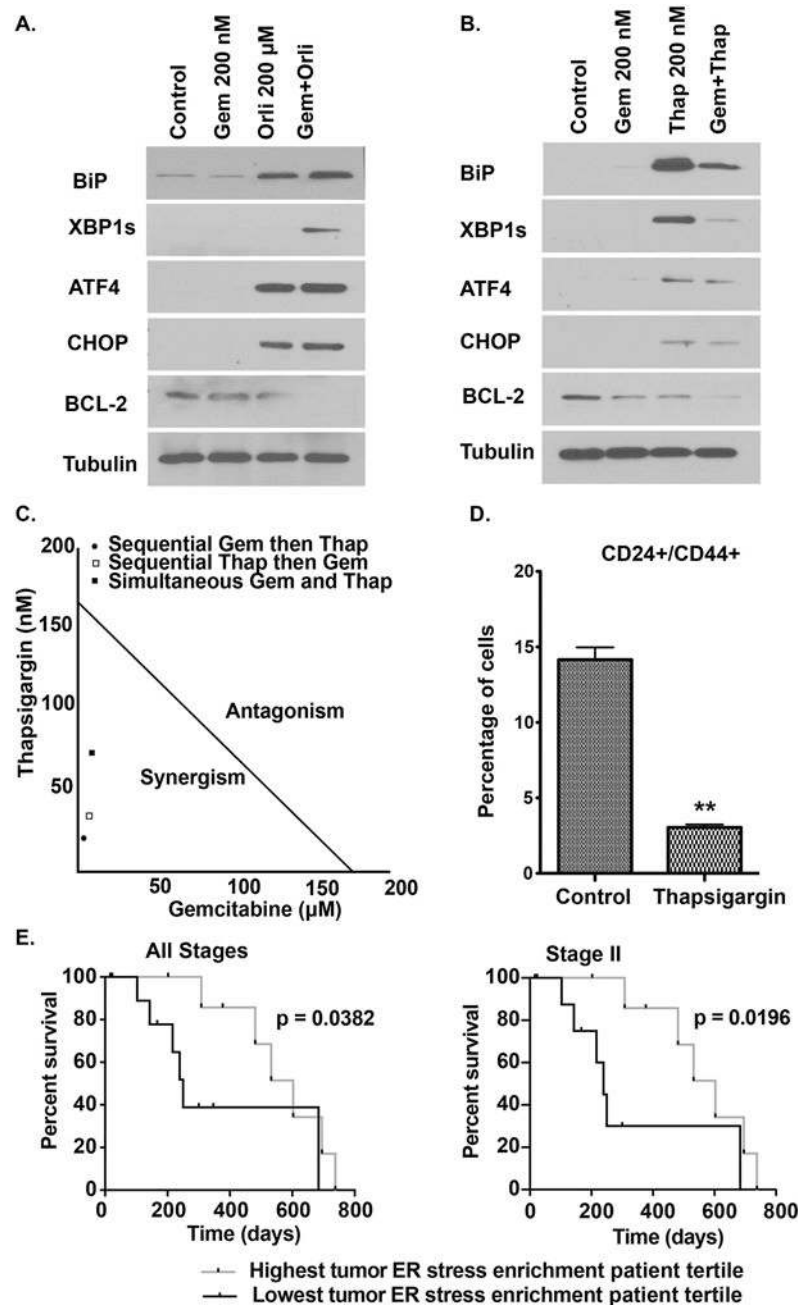 A.
Control
Gem 200 nM
Orli 200 µM
Gem+Orli
BiP
XBP1s
ATF4
CHOP
BCL-2
Tubulin
B.
Control
Gem 200 nM
Thap 200 nM
Gem+Thap
BiP
XBP1s
ATF4
CHOP
BCL-2
Tubulin
C.
200
Sequential Gem then Thap
Sequential Thap then Gem
Simultaneous Gem and Thap
150
100
50
Thapsigargin (nM)
Antagonism
Synergism
50 100 150 200
Gemcitabine (µM)
D.
CD24+/CD44+
20
15
10
5
0
Percentage of cells
**
Control Thapsigargin
E.
All Stages
100
80
60
40
20
0
Percent survival
p = 0.0382
0 200 400 600 800
Time (days)
Stage II
100
80
60
40
20
0
Percent survival
p = 0.0196
0 200 400 600 800
Time (days)
Highest tumor ER stress enrichment patient tertile
Lowest tumor ER stress enrichment patient tertile